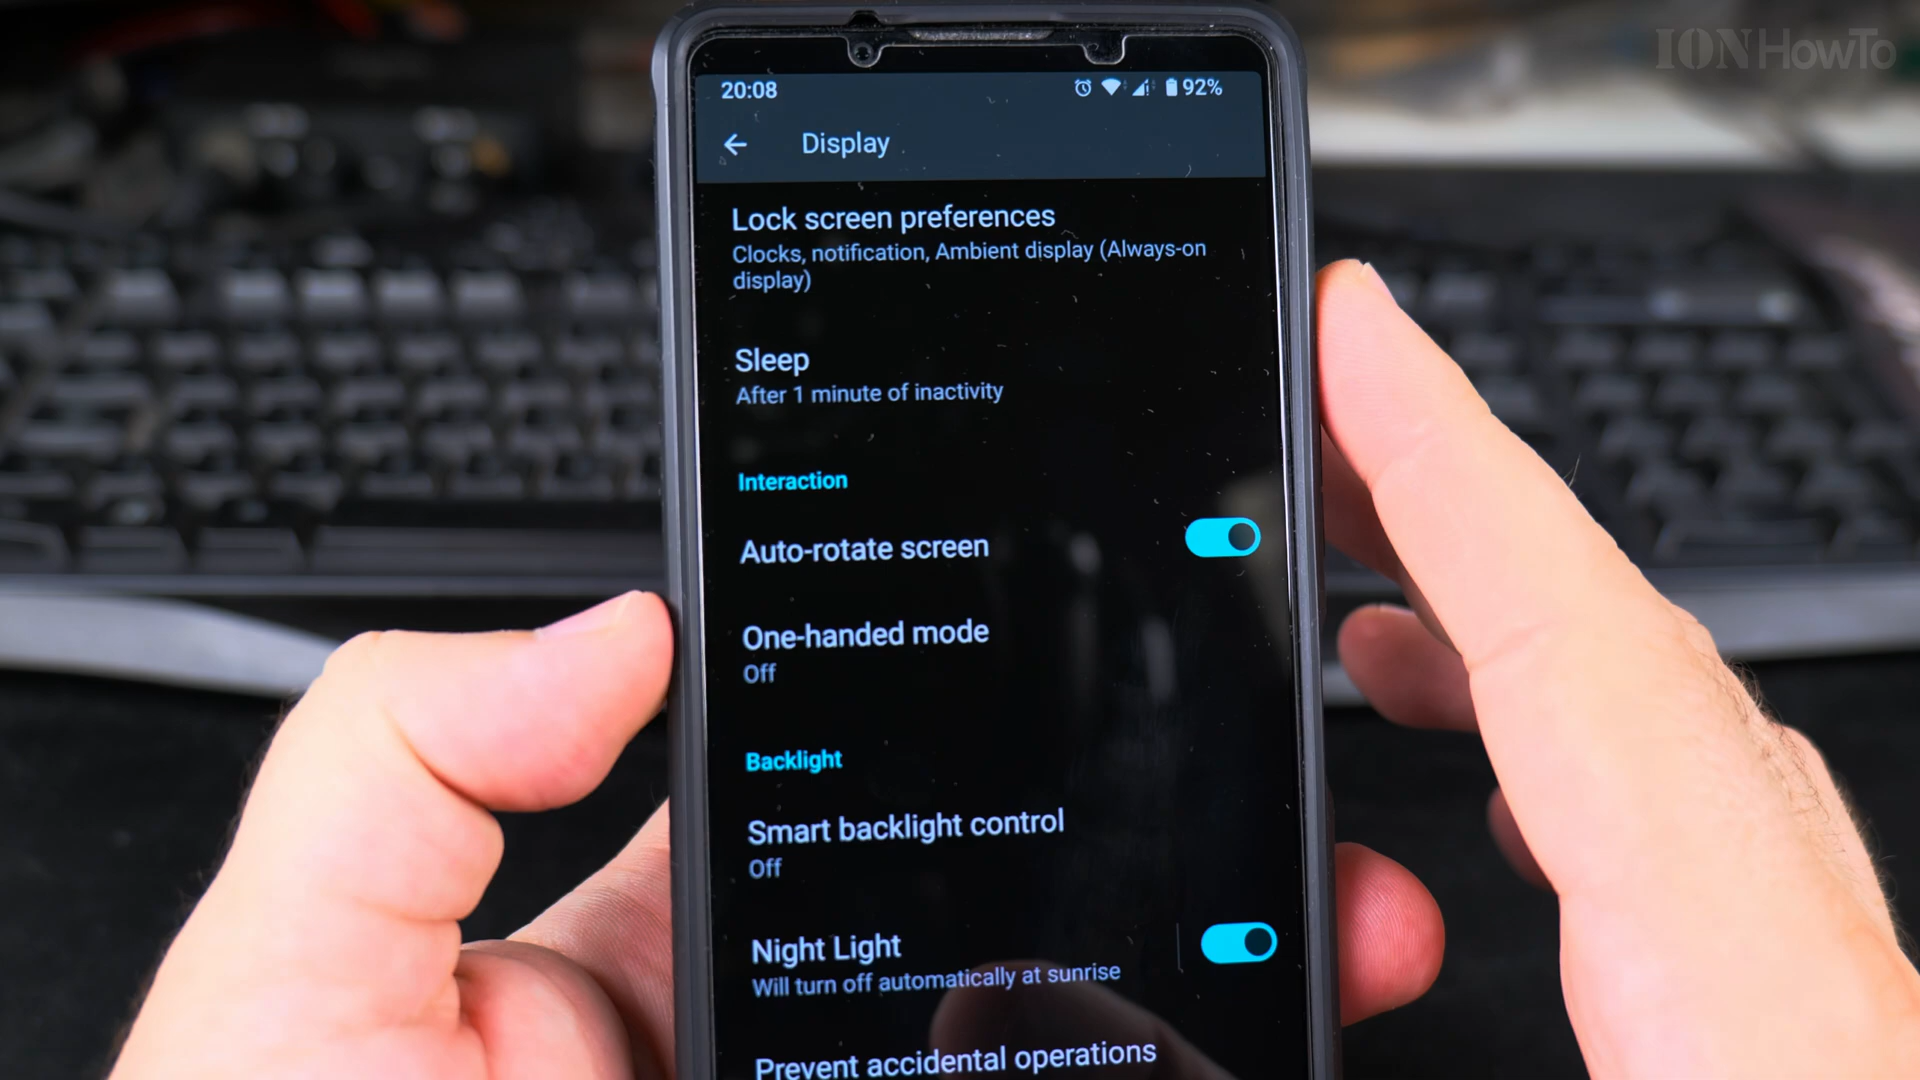 IONHowTo
20:08
92%
Display
Lock screen preferences
Clocks, notification, Ambient display (Always-on
display)
Sleep
After 1 minute of inactivity
Interaction
Auto-rotate screen
One-handed mode
Off
Backlight
Smart backlight control
Off
Night Light
Will turn off automatically at sunrise
Prevent accidental operations